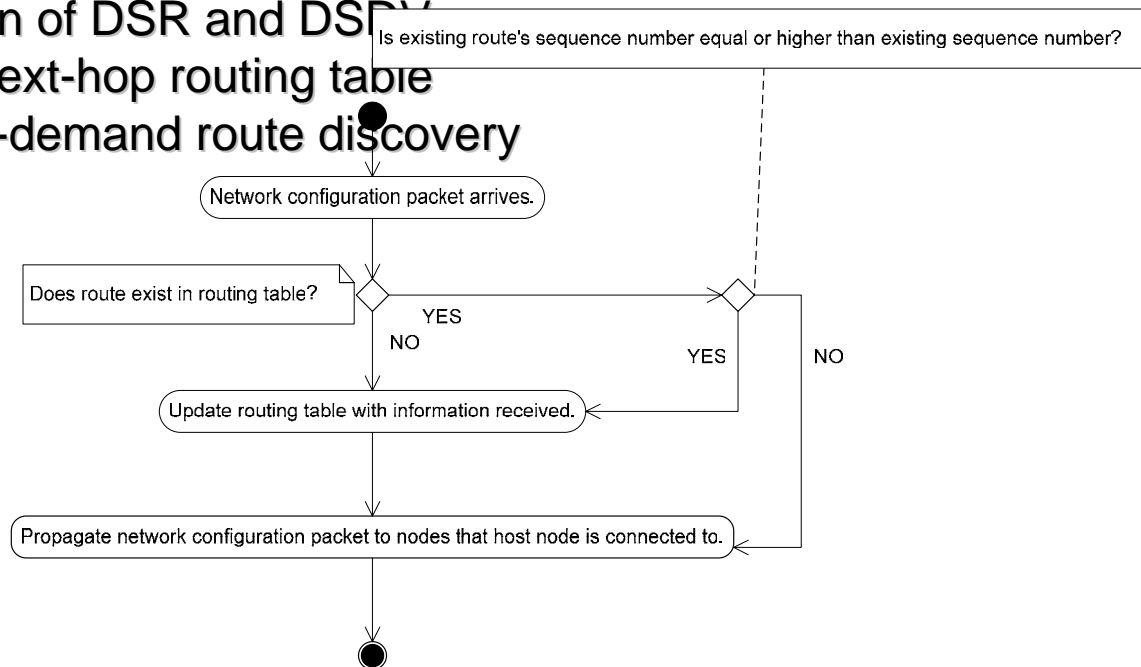 n of DSR and DSDV
Is existing route's sequence number equal or higher than existing sequence number?
ext-hop routing table
-demand route discovery
Network configuration packet arrives.
Does route exist in routing table?
YES
NO
YES
NO
Update routing table with information received.
Propagate network configuration packet to nodes that host node is connected to.